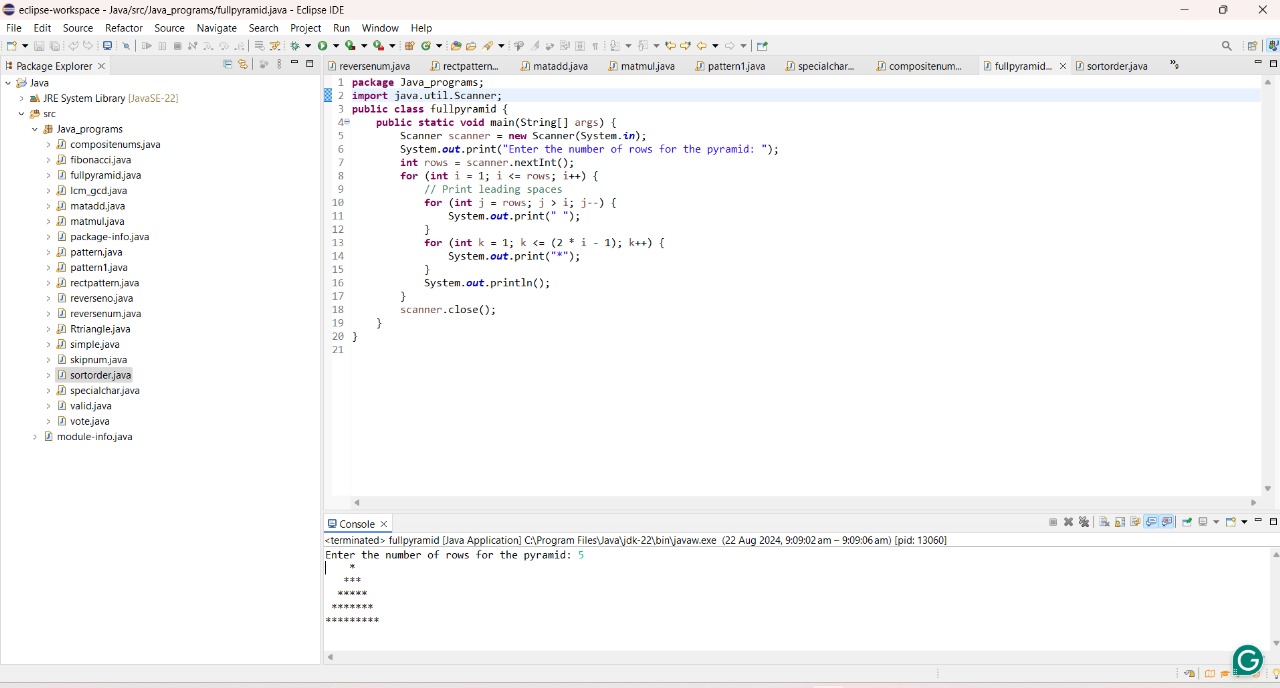 eclipse-workspace - Java/src/Java_programs/fullpyramid.java - Eclipse IDE
File Edit Source Refactor Source Navigate Search Project Run Window Help
Package Explorer
reversenum.java rectpattern... matadd.java matmul.java pattern1.java specialchar... compositenum... fullpyramid... sortorder.java
Java
JRE System Library [JavaSE-22]
src
Java_programs
compositenums.java
fibonacci.java
fullpyramid.java
lcm_gcd.java
matadd.java
matmul.java
package-info.java
pattern.java
pattern1.java
rectpattern.java
reverseno.java
reversenum.java
Rtriangle.java
simple.java
skipnum.java
sortorder.java
specialchar.java
valid.java
vote.java
module-info.java
1 package Java_programs;
2 import java.util.Scanner;
3 public class fullpyramid {
4 public static void main(String[] args) {
5 Scanner scanner = new Scanner(System.in);
6 System.out.print("Enter the number of rows for the pyramid: ");
7 int rows = scanner.nextInt();
8 for (int i = 1; i <= rows; i++) {
9 // Print leading spaces
10 for (int j = rows; j > i; j--) {
11 System.out.print(" ");
12 }
13 for (int k = 1; k <= (2 * i - 1); k++) {
14 System.out.print("*");
15 }
16 System.out.println();
17 }
18 scanner.close();
19 }
20 }
21
Console
<terminated> fullpyramid [Java Application] C:\Program Files\Java\jdk-22\bin\javaw.exe (22 Aug 2024, 9:09:02 am – 9:09:06 am) [pid: 13060]
Enter the number of rows for the pyramid: 5
    *
   ***
  *****
 *******
*********
G